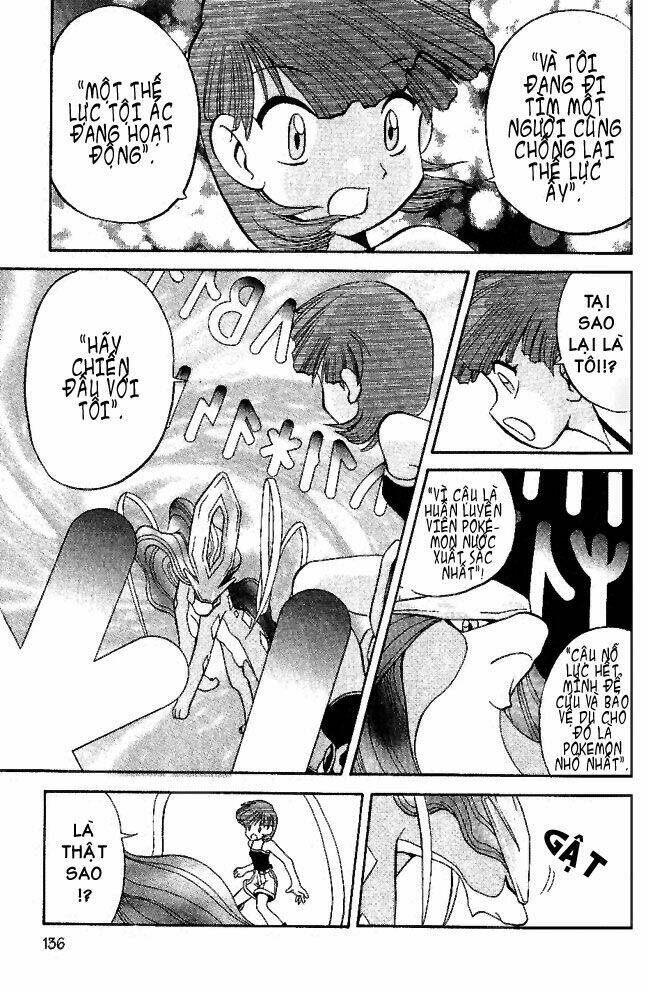 "VÀ TÔI
ĐANG ĐI
TÌM MỘT
NGƯỜI CÙNG
CHỐNG LẠI
THẾ LỰC
ẤY".
"MỘT THẾ
LỰC TỘI ÁC
ĐANG HOẠT
ĐỘNG".
TẠI
SAO
LẠI LÀ
TÔI!?
"VÌ CẬU LÀ
HUẤN LUYỆN
VIÊN POKÉ-
MON NƯỚC
XUẤT SẮC
NHẤT"!
"CẬU NỖ
LỰC HẾT
MÌNH ĐỂ
CỨU VÀ BẢO
VỆ DÙ CHO
ĐÓ LÀ
POKEMON
NHỎ NHẤT".
"HÃY
CHIẾN
ĐẤU VỚI
TÔI".
GẬT
LÀ
THẬT
SAO
!?
136